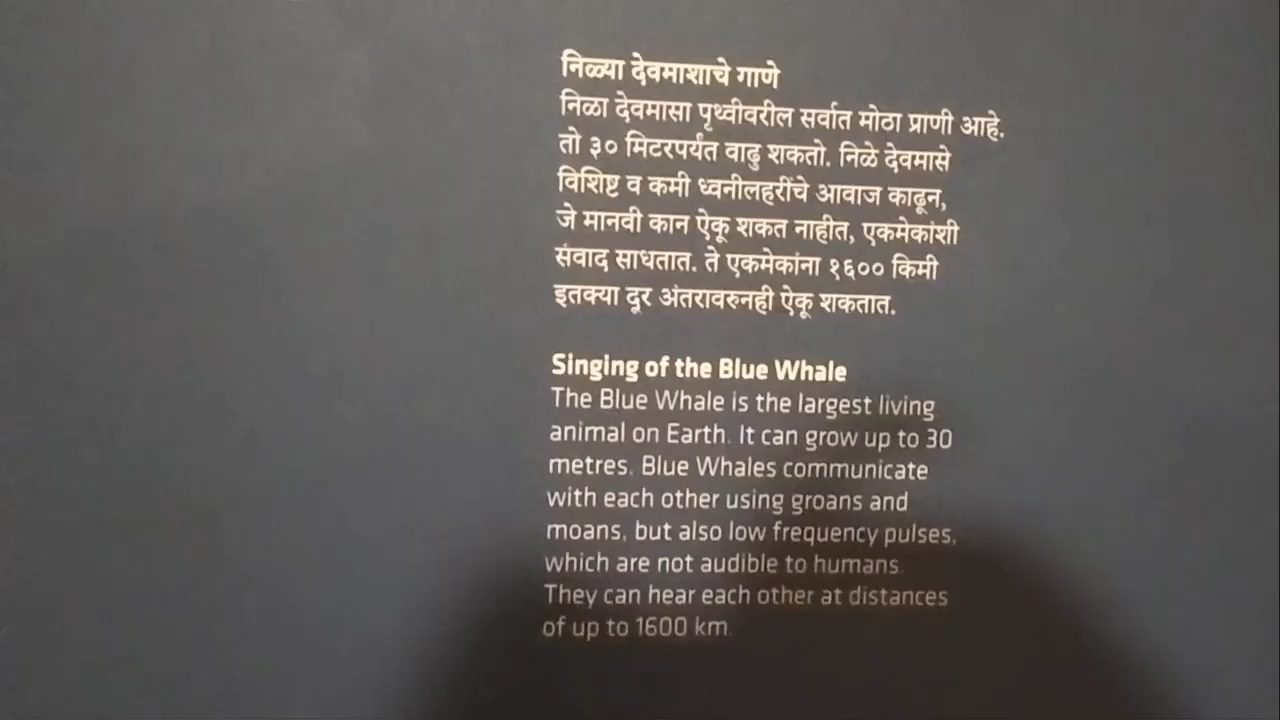 निळ्या देवमाशाचे गाणे
निळा देवमासा पृथ्वीवरील सर्वात मोठा प्राणी आहे.
तो ३० मिटरपर्यंत वाढु शकतो. निळे देवमासे
विशिष्ट व कमी ध्वनीलहरींचे आवाज काढून,
जे मानवी कान ऐकू शकत नाहीत, एकमेकांशी
संवाद साधतात. ते एकमेकांना १६०० किमी
इतक्या दूर अंतरावरुनही ऐकू शकतात.
Singing of the Blue Whale
The Blue Whale is the largest living
animal on Earth. It can grow up to 30
metres. Blue Whales communicate
with each other using groans and
moans, but also low frequency pulses,
which are not audible to humans.
They can hear each other at distances
of up to 1600 km.